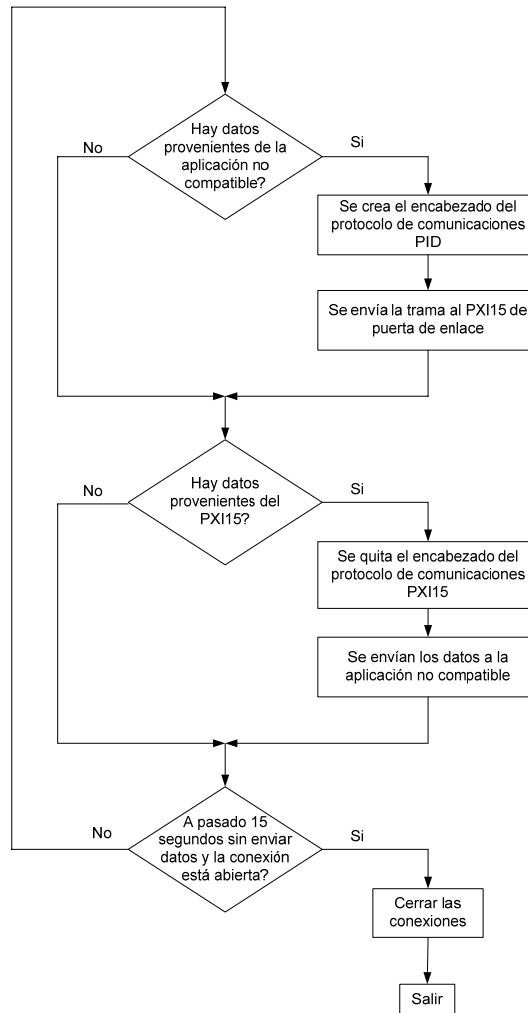 Hay datos
provenientes de la
aplicación no
compatible?
No
Si
Se crea el encabezado del
protocolo de comunicaciones
PID
Se envía la trama al PXI15 de
puerta de enlace
Hay datos
provenientes del
PXI15?
No
Si
Se quita el encabezado del
protocolo de comunicaciones
PXI15
Se envían los datos a la
aplicación no compatible
A pasado 15
segundos sin enviar
datos y la conexión
está abierta?
No
Si
Cerrar las
conexiones
Salir